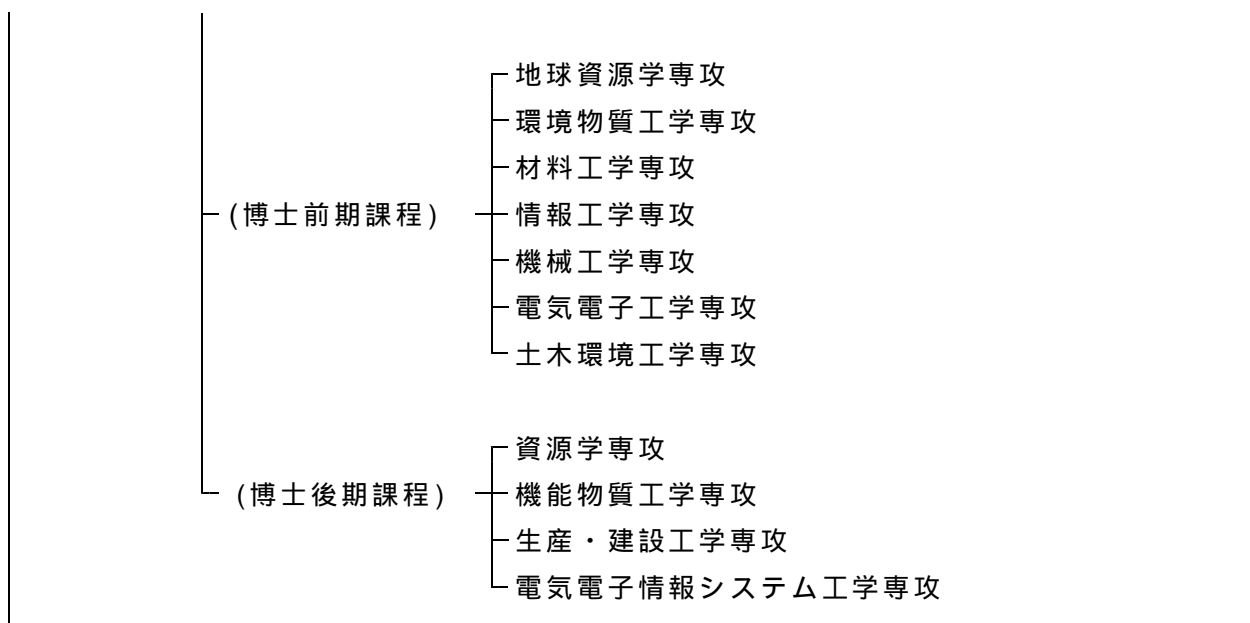 地球資源学専攻
環境物質工学専攻
材料工学専攻
(博士前期課程) 情報工学専攻
機械工学専攻
電気電子工学専攻
土木環境工学専攻
資源学専攻
(博士後期課程) 機能物質工学専攻
生産・建設工学専攻
電気電子情報システム工学専攻